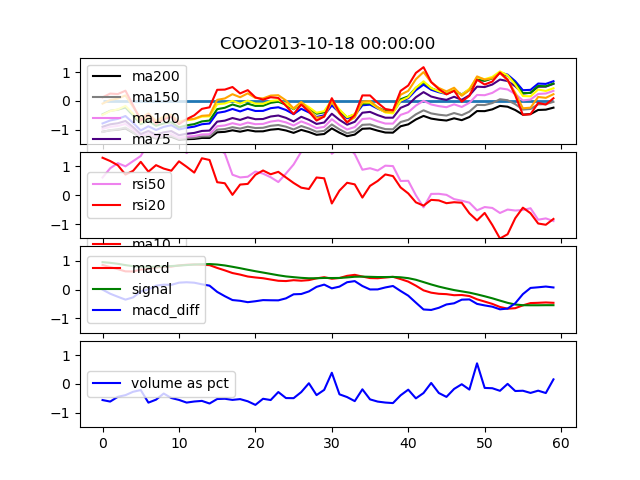 COO2013-10-18 00:00:00
1
0
−1
ma200
ma150
ma100
ma75
1
0
−1
rsi50
rsi20
ma10
1
0
−1
macd
signal
macd_diff
1
0
−1
volume as pct
0 10 20 30 40 50 60